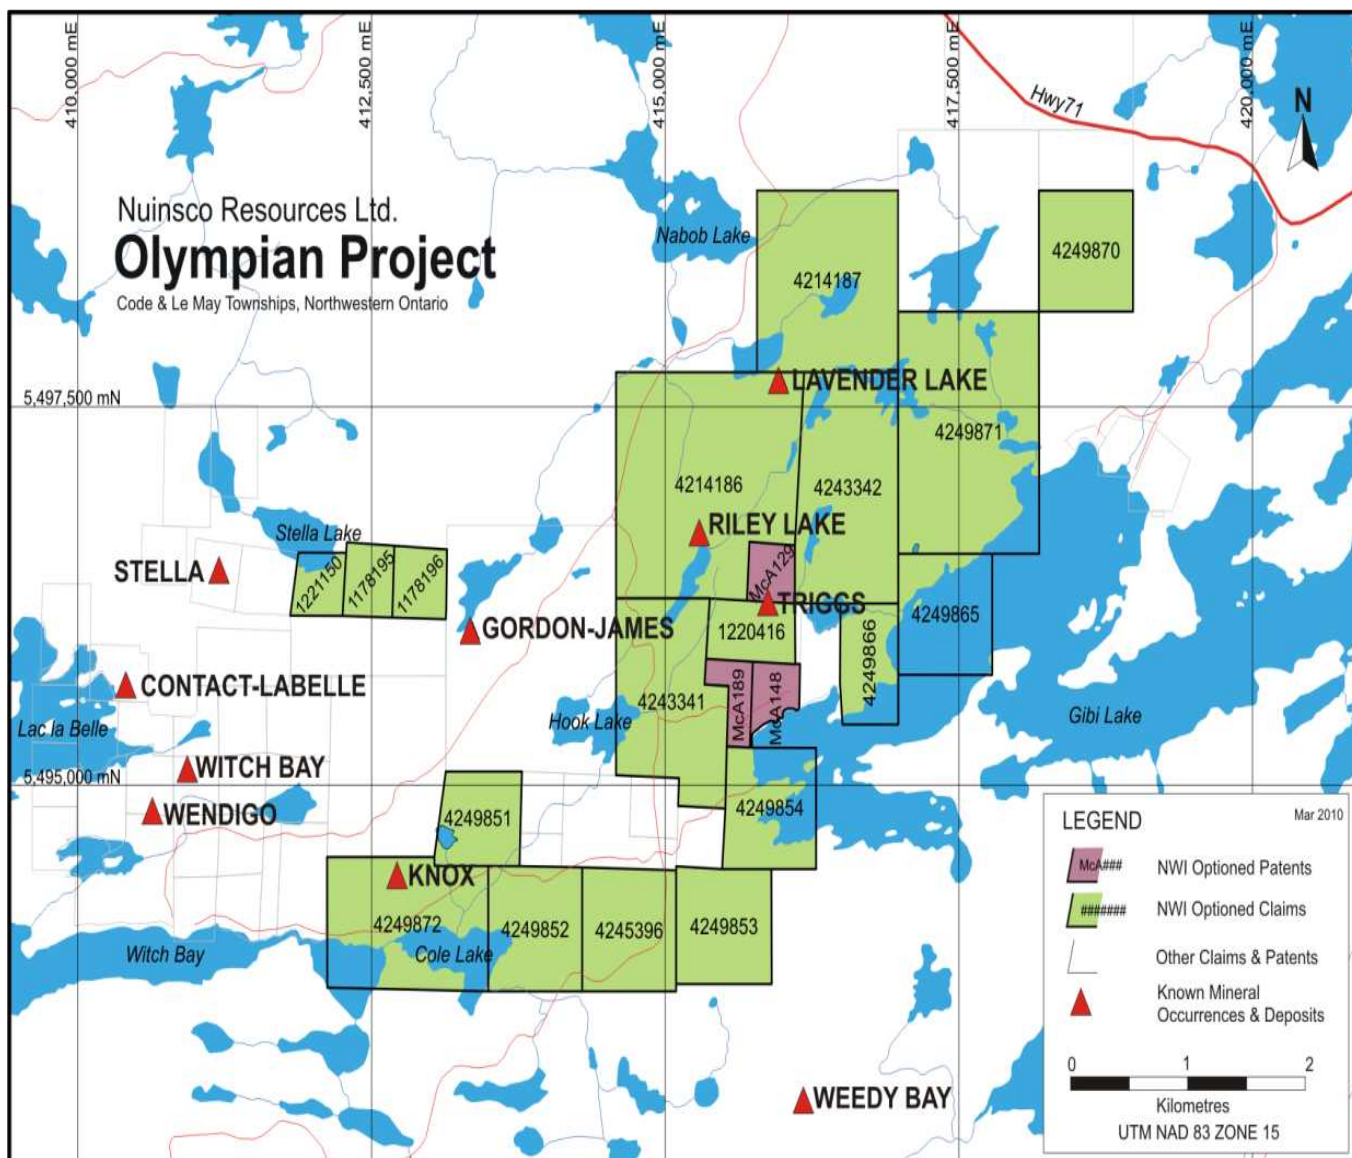 410,000 mE
412,500 mE
415,000 mE
417,500 mE
420,000 mE
Hwy71
N
Nuinsco Resources Ltd.
Olympian Project
Code & Le May Townships, Northwestern Ontario
Nabob Lake
4214187
4249870
LAVENDER LAKE
5,497,500 mN
4249871
4214186
4243342
RILEY LAKE
Stella Lake
STELLA
1221150
1178195
1178196
McA129
TRIGGS
GORDON-JAMES
1220416
4249866
4249865
CONTACT-LABELLE
4243341
McA189
McA148
Lac la Belle
Hook Lake
Gibi Lake
WITCH BAY
5,495,000 mN
WENDIGO
4249851
4249854
KNOX
4249872
4249852
4245396
4249853
Witch Bay
Cole Lake
WEEDY BAY
LEGEND
Mar 2010
McA###
NWI Optioned Patents
#######
NWI Optioned Claims
Other Claims & Patents
Known Mineral
Occurrences & Deposits
0 1 2
Kilometres
UTM NAD 83 ZONE 15